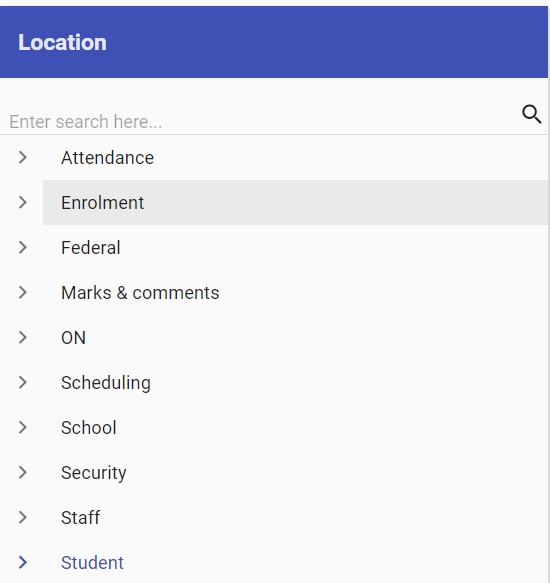 Location
Enter search here...
Attendance
Enrolment
Federal
Marks & comments
ON
Scheduling
School
Security
Staff
Student